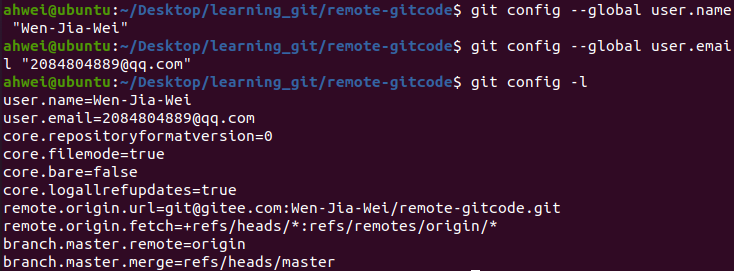 ahwei@ubuntu:~/Desktop/learning_git/remote-gitcode$ git config --global user.name
 "Wen-Jia-Wei"
ahwei@ubuntu:~/Desktop/learning_git/remote-gitcode$ git config --global user.emai
l "2084804889@qq.com"
ahwei@ubuntu:~/Desktop/learning_git/remote-gitcode$ git config -l
user.name=Wen-Jia-Wei
user.email=2084804889@qq.com
core.repositoryformatversion=0
core.filemode=true
core.bare=false
core.logallrefupdates=true
remote.origin.url=git@gitee.com:Wen-Jia-Wei/remote-gitcode.git
remote.origin.fetch=+refs/heads/*:refs/remotes/origin/*
branch.master.remote=origin
branch.master.merge=refs/heads/master